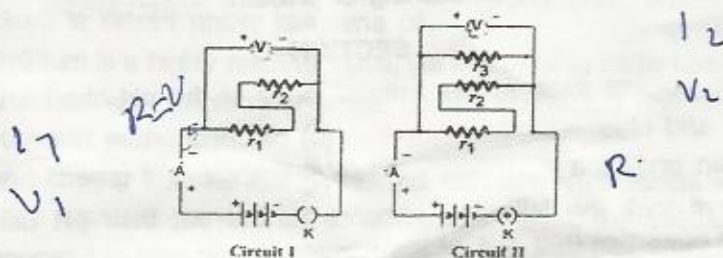 + V -
r2
r1
- A +
+ -
K
Circuit I
+ V -
r3
r2
r1
- A +
+ -
K
Circuit II
R=V
I1
V1
I2
V2
R